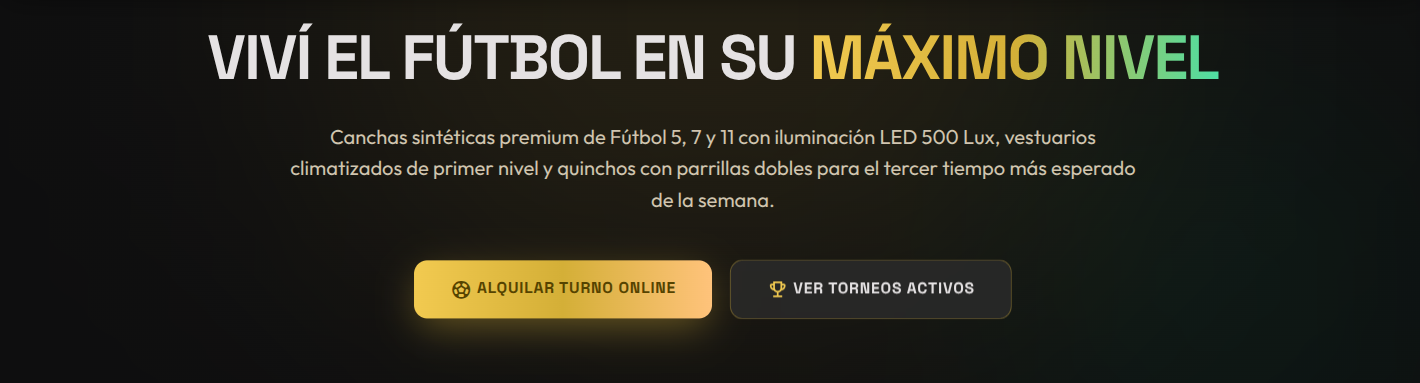 VIVÍ EL FÚTBOL EN SU MÁXIMO NIVEL
Canchas sintéticas premium de Fútbol 5, 7 y 11 con iluminación LED 500 Lux, vestuarios
climatizados de primer nivel y quinchos con parrillas dobles para el tercer tiempo más esperado
de la semana.
ALQUILAR TURNO ONLINE
VER TORNEOS ACTIVOS